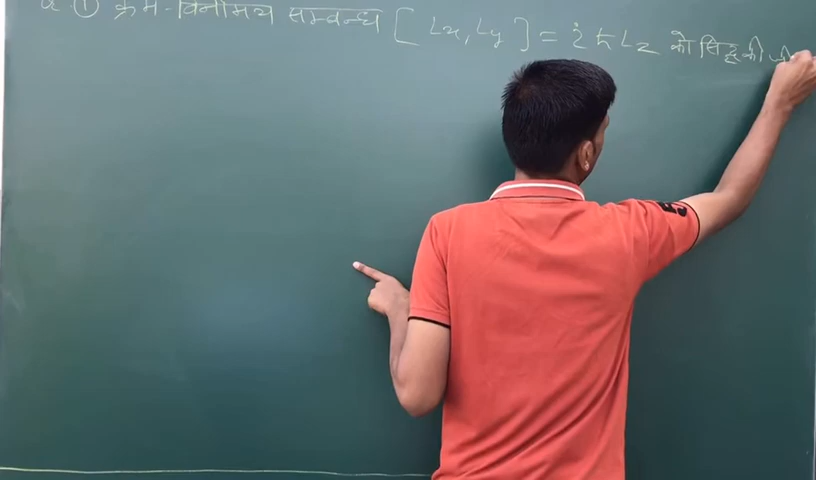 प्र. ① क्रम-विनीमय सम्बन्ध [ Lx, Ly ] = iℏLz को सिद्ध की जी